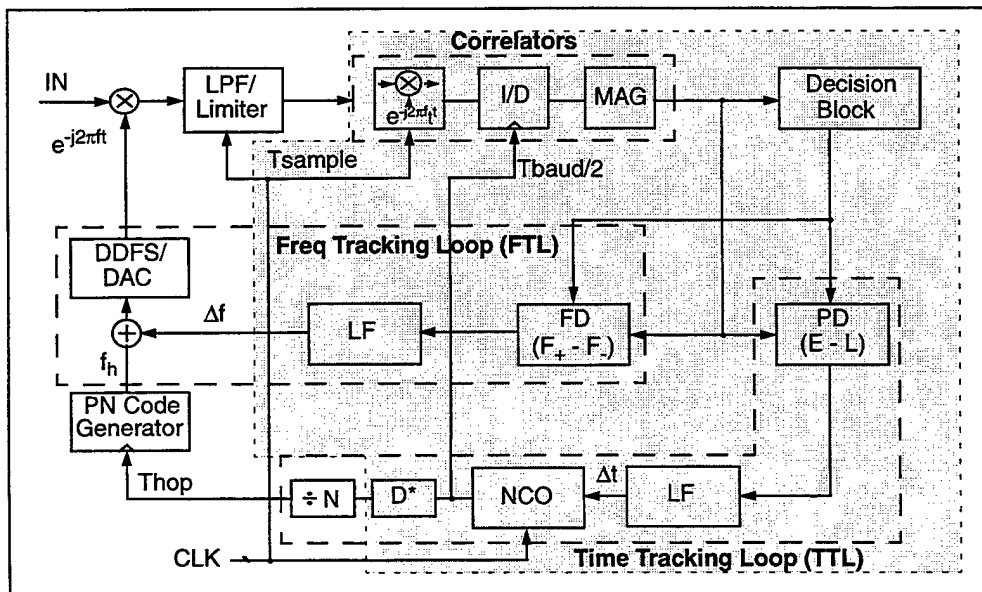 Correlators
IN
LPF/
Limiter
e^-j2πf_t t
I/D
MAG
Decision
Block
e^-j2πft
Tsample
Tbaud/2
Freq Tracking Loop (FTL)
DDFS/
DAC
Δf
LF
FD
(F₊ - F₋)
PD
(E - L)
f_h
PN Code
Generator
Thop
÷ N
D*
NCO
Δt
LF
CLK
Time Tracking Loop (TTL)